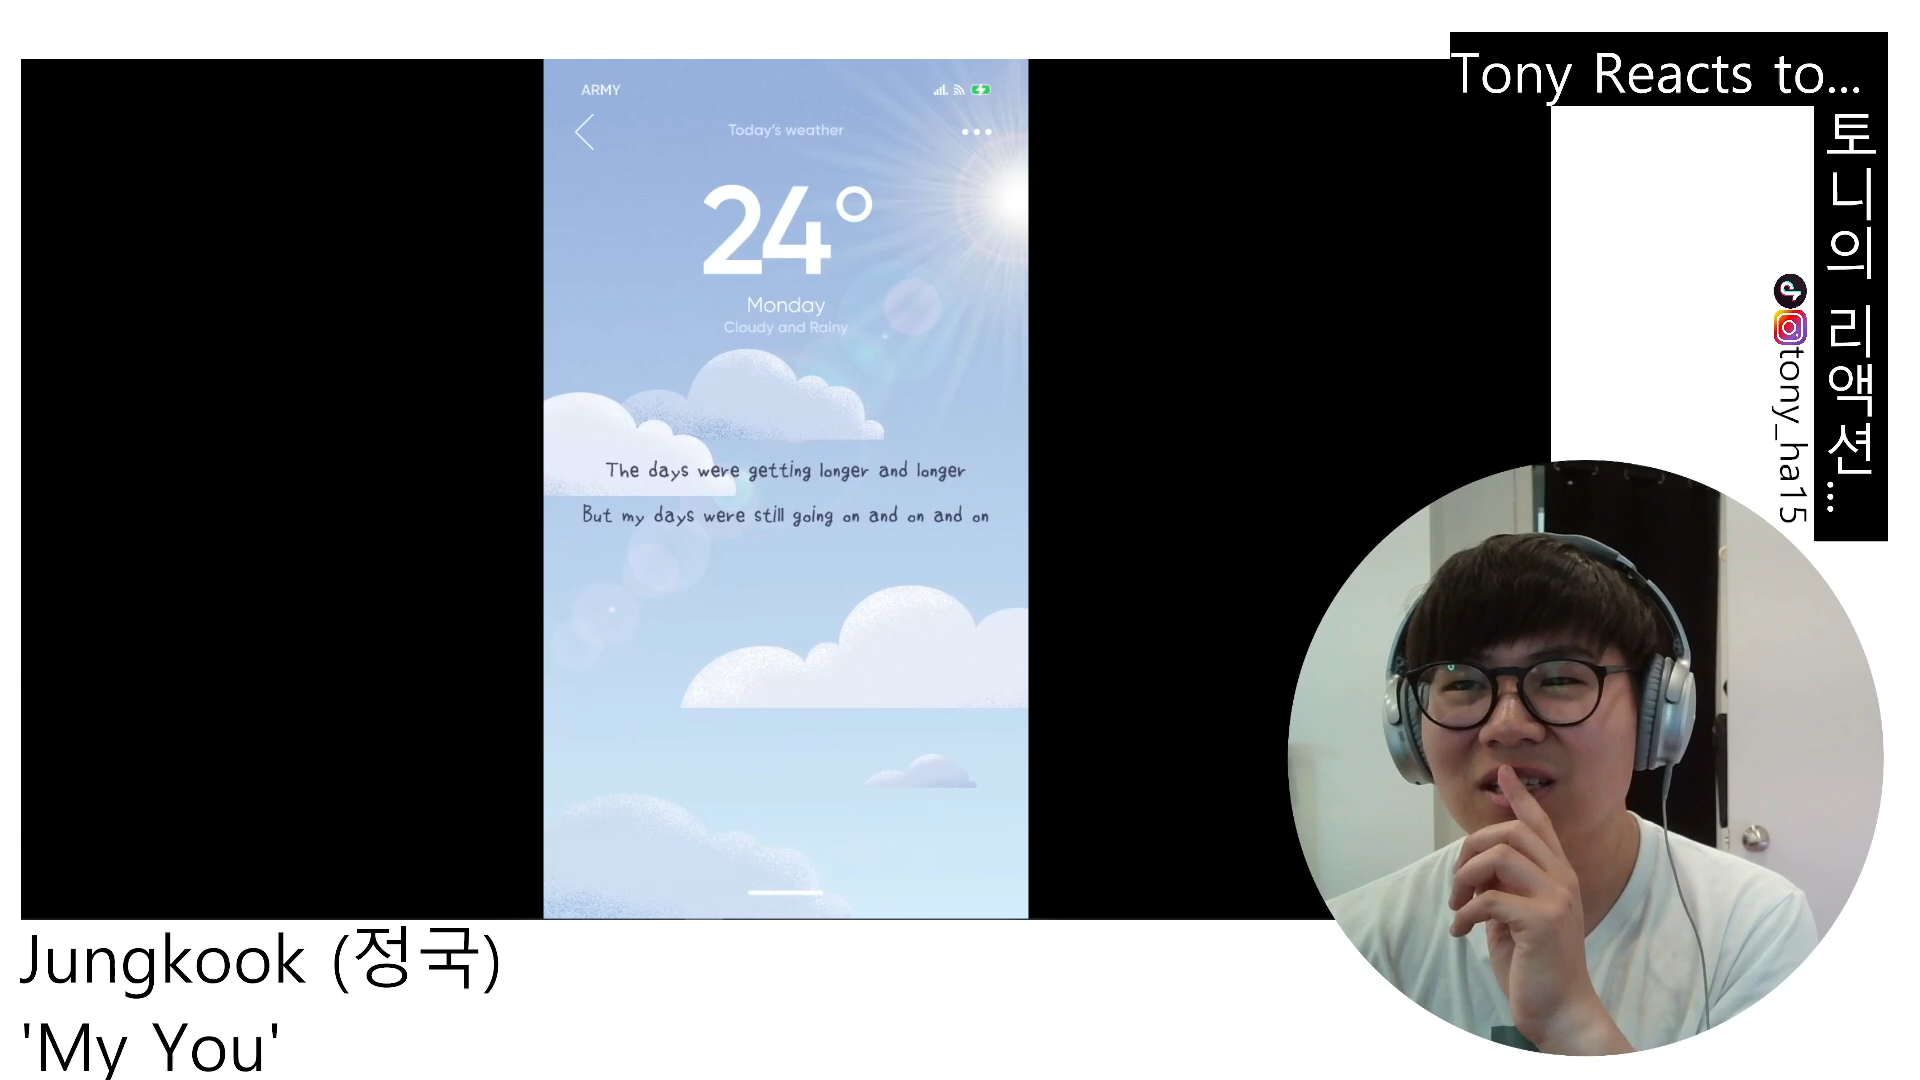 Tony Reacts to...
토니의 리액션...
tony_ha15
ARMY
Today's weather
24°
Monday
Cloudy and Rainy
The days were getting longer and longer
But my days were still going on and on and on
Jungkook (정국)
'My You'